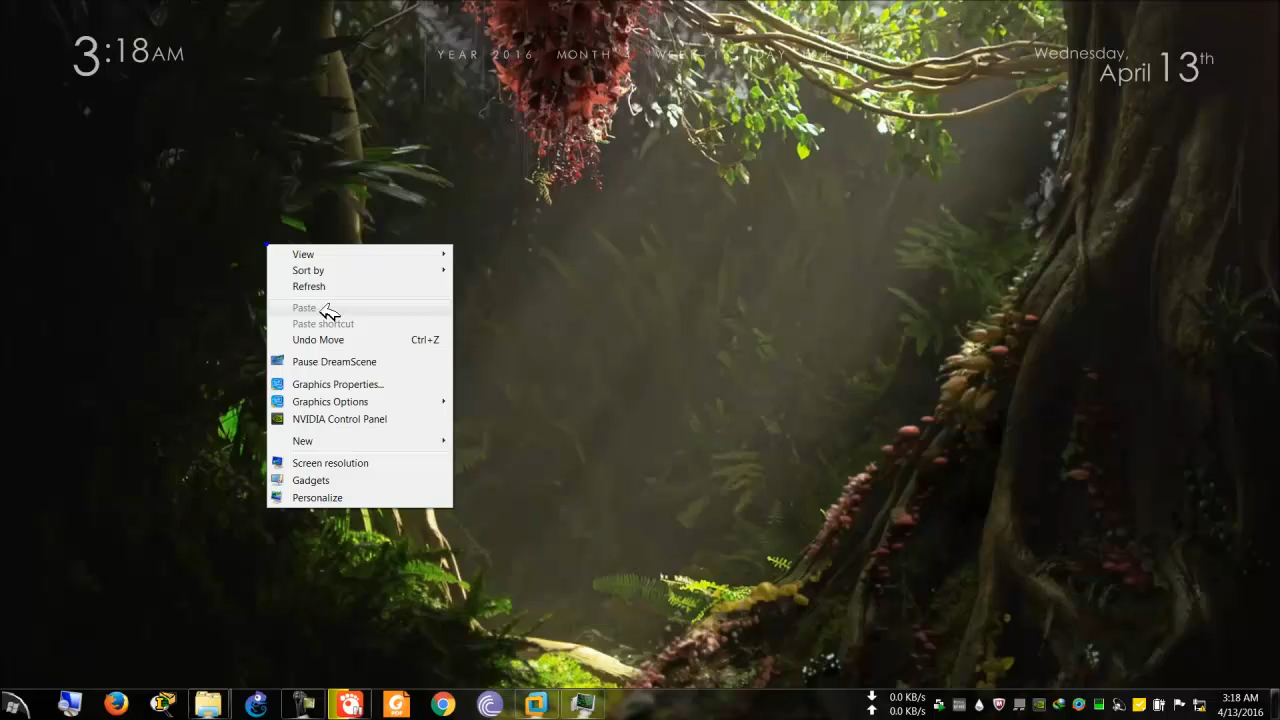 3:18AM
YEAR 2016 MONTH
Wednesday,
April 13th
View
Sort by
Refresh
Paste
Paste shortcut
Undo Move Ctrl+Z
Pause DreamScene
Graphics Properties...
Graphics Options
NVIDIA Control Panel
New
Screen resolution
Gadgets
Personalize
PDF
0.0 KB/s
0.0 KB/s
3:18 AM
4/13/2016